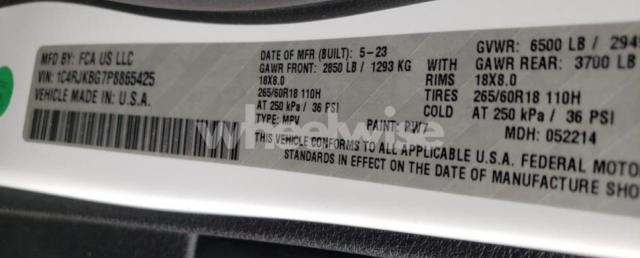 MFD BY: FCA US LLC
VIN: 1C4RJKBG7P8865425
VEHICLE MADE IN: U.S.A.
DATE OF MFR (BUILT): 5-23
GAWR FRONT: 2850 LB / 1293 KG
18X8.0
265/60R18 110H
AT 250 kPa / 36 PSI
TYPE: MPV PAINT: PW7
WITH
RIMS
TIRES
COLD
GVWR: 6500 LB / 294
GAWR REAR: 3700 LB
18X8.0
265/60R18 110H
AT 250 kPa / 36 PSI
MDH: 052214
THIS VEHICLE CONFORMS TO ALL APPLICABLE U.S.A. FEDERAL MOTO
STANDARDS IN EFFECT ON THE DATE OF MANUFACTURE SHO
wheelwise